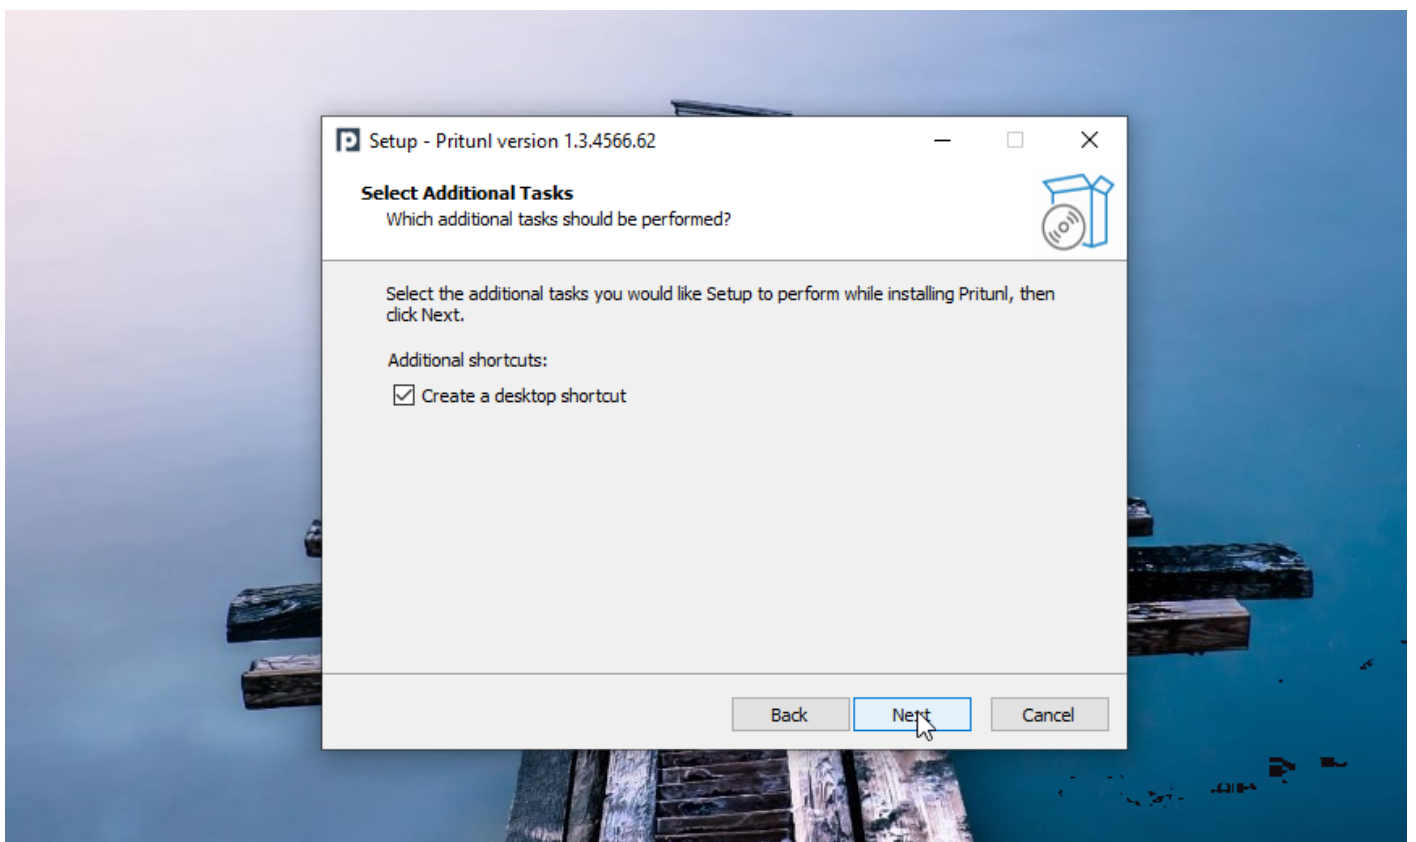 Setup - Pritunl version 1.3.4566.62
Select Additional Tasks
Which additional tasks should be performed?
Select the additional tasks you would like Setup to perform while installing Pritunl, then
click Next.
Additional shortcuts:
Create a desktop shortcut
Back Next Cancel